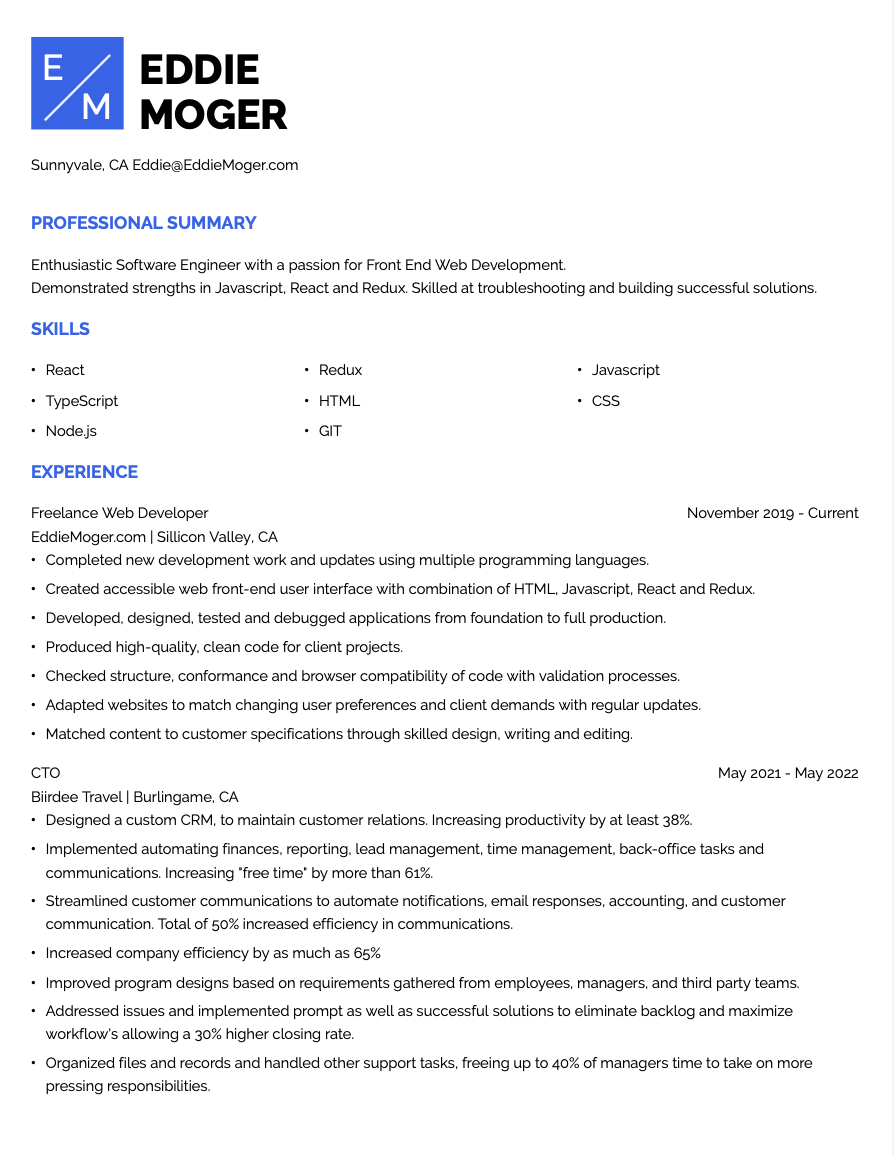 E
M
EDDIE
MOGER
Sunnyvale, CA Eddie@EddieMoger.com
PROFESSIONAL SUMMARY
Enthusiastic Software Engineer with a passion for Front End Web Development.
Demonstrated strengths in Javascript, React and Redux. Skilled at troubleshooting and building successful solutions.
SKILLS
• React
• Redux
• Javascript
• TypeScript
• HTML
• CSS
• Node.js
• GIT
EXPERIENCE
Freelance Web Developer November 2019 - Current
EddieMoger.com | Sillicon Valley, CA
• Completed new development work and updates using multiple programming languages.
• Created accessible web front-end user interface with combination of HTML, Javascript, React and Redux.
• Developed, designed, tested and debugged applications from foundation to full production.
• Produced high-quality, clean code for client projects.
• Checked structure, conformance and browser compatibility of code with validation processes.
• Adapted websites to match changing user preferences and client demands with regular updates.
• Matched content to customer specifications through skilled design, writing and editing.
CTO May 2021 - May 2022
Biirdee Travel | Burlingame, CA
• Designed a custom CRM, to maintain customer relations. Increasing productivity by at least 38%.
• Implemented automating finances, reporting, lead management, time management, back-office tasks and
communications. Increasing "free time" by more than 61%.
• Streamlined customer communications to automate notifications, email responses, accounting, and customer
communication. Total of 50% increased efficiency in communications.
• Increased company efficiency by as much as 65%
• Improved program designs based on requirements gathered from employees, managers, and third party teams.
• Addressed issues and implemented prompt as well as successful solutions to eliminate backlog and maximize
workflow's allowing a 30% higher closing rate.
• Organized files and records and handled other support tasks, freeing up to 40% of managers time to take on more
pressing responsibilities.